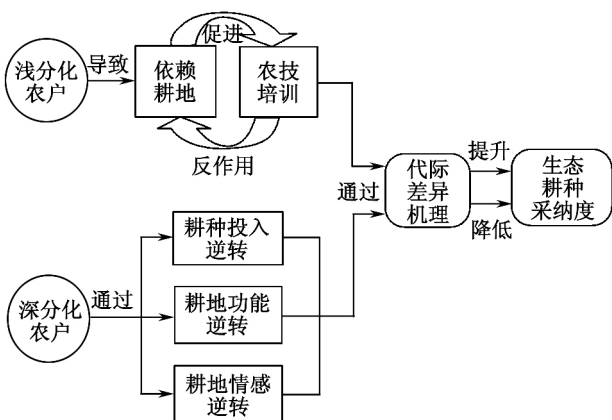 促进
浅分化
农户
导致
依赖
耕地
农技
培训
反作用
通过
代际
差异
机理
提升
降低
生态
耕种
采纳度
深分化
农户
通过
耕种投入
逆转
耕地功能
逆转
耕地情感
逆转